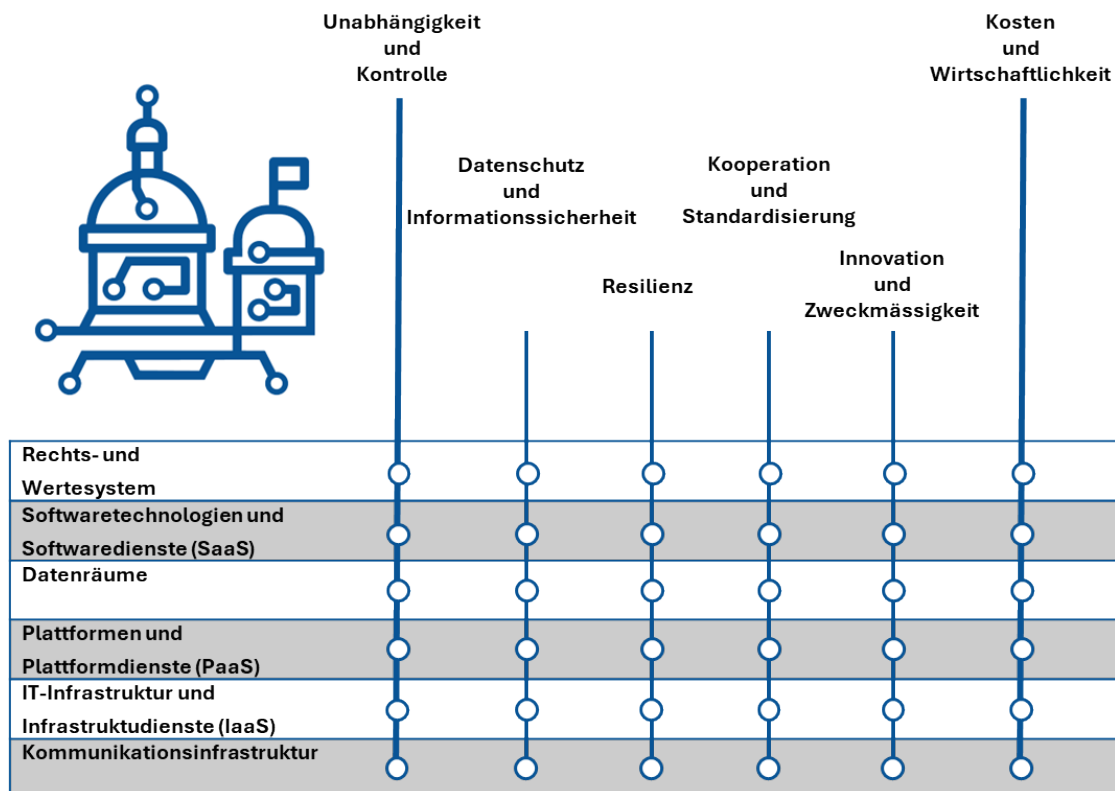 Unabhängigkeit
und
Kontrolle
Kosten
und
Wirtschaftlichkeit
Datenschutz
und
Informationssicherheit
Kooperation
und
Standardisierung
Resilienz
Innovation
und
Zweckmässigkeit
Rechts- und
Wertesystem
Softwaretechnologien und
Softwaredienste (SaaS)
Datenräume
Plattformen und
Plattformdienste (PaaS)
IT-Infrastruktur und
Infrastruktudienste (IaaS)
Kommunikationsinfrastruktur